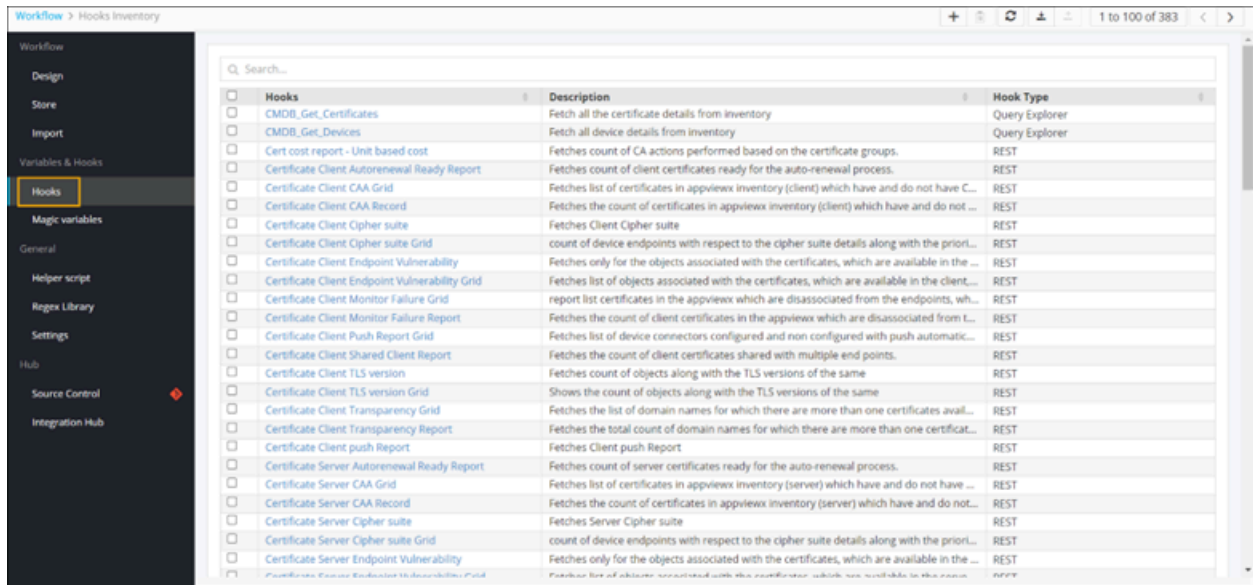 Workflow > Hooks Inventory
1 to 100 of 383
Workflow
Design
Store
Import
Variables & Hooks
Hooks
Magic variables
General
Helper script
Regex Library
Settings
Hub
Source Control
Integration Hub
Search...
Hooks Description Hook Type
CMDB_Get_Certificates Fetch all the certificate details from inventory Query Explorer
CMDB_Get_Devices Fetch all device details from inventory Query Explorer
Cert cost report - Unit based cost Fetches count of CA actions performed based on the certificate groups. REST
Certificate Client Autorenewal Ready Report Fetches count of client certificates ready for the auto-renewal process. REST
Certificate Client CAA Grid Fetches list of certificates in appviewx inventory (client) which have and do not have C... REST
Certificate Client CAA Record Fetches the count of certificates in appviewx inventory (client) which have and do not ... REST
Certificate Client Cipher suite Fetches Client Cipher suite REST
Certificate Client Cipher suite Grid count of device endpoints with respect to the cipher suite details along with the priori... REST
Certificate Client Endpoint Vulnerability Fetches only for the objects associated with the certificates, which are available in the ... REST
Certificate Client Endpoint Vulnerability Grid Fetches list of objects associated with the certificates, which are available in the client,... REST
Certificate Client Monitor Failure Grid report list certificates in the appviewx which are disassociated from the endpoints, wh... REST
Certificate Client Monitor Failure Report Fetches the count of client certificates in the appviewx which are disassociated from t... REST
Certificate Client Push Report Grid Fetches list of device connectors configured and non configured with push automatic... REST
Certificate Client Shared Client Report Fetches the count of client certificates shared with multiple end points. REST
Certificate Client TLS version Fetches count of objects along with the TLS versions of the same REST
Certificate Client TLS version Grid Shows the count of objects along with the TLS versions of the same REST
Certificate Client Transparency Grid Fetches the list of domain names for which there are more than one certificates avail... REST
Certificate Client Transparency Report Fetches the total count of domain names for which there are more than one certificat... REST
Certificate Client push Report Fetches Client push Report REST
Certificate Server Autorenewal Ready Report Fetches count of server certificates ready for the auto-renewal process. REST
Certificate Server CAA Grid Fetches list of certificates in appviewx inventory (server) which have and do not have ... REST
Certificate Server CAA Record Fetches the count of certificates in appviewx inventory (server) which have and do not... REST
Certificate Server Cipher suite Fetches Server Cipher suite REST
Certificate Server Cipher suite Grid count of device endpoints with respect to the cipher suite details along with the priori... REST
Certificate Server Endpoint Vulnerability Fetches only for the objects associated with the certificates, which are available in the ... REST
Certificate Server Endpoint Vulnerability Grid Fetches list of objects associated with the certificates, which are available in the REST